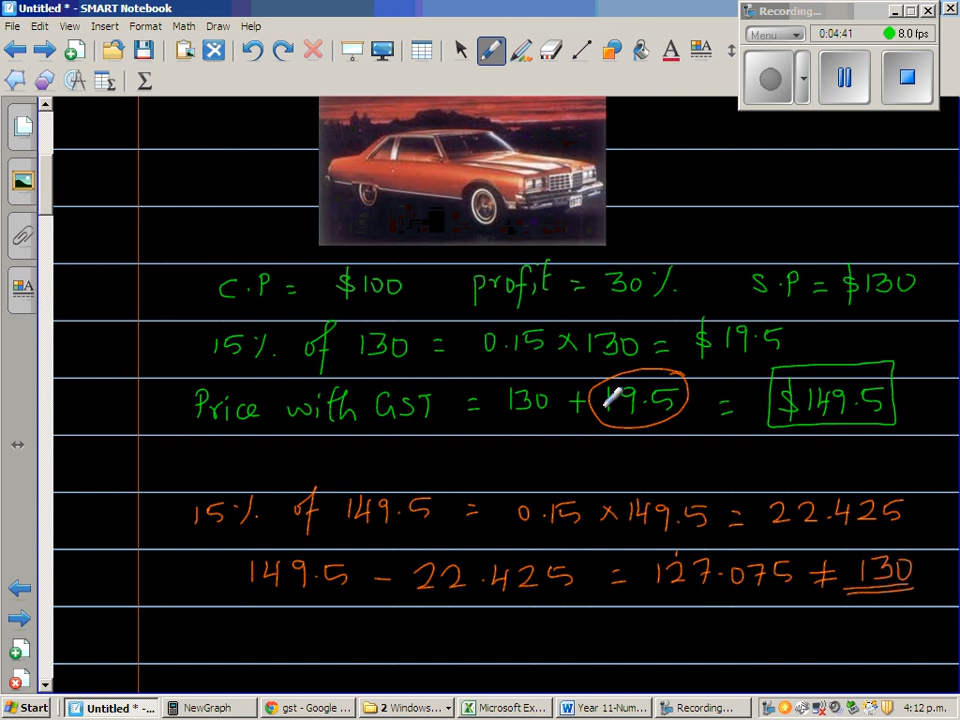 Untitled * - SMART Notebook
File Edit View Insert Format Math Draw Help
Recording...
Menu
0:04:41
8.0 fps
C.P = $100 profit = 30% S.P = $130
15% of 130 = 0.15 × 130 = $19.5
Price with GST = 130 + 19.5 = $149.5
15% of 149.5 = 0.15 × 149.5 = 22.425
149.5 - 22.425 = 127.075 ≠ 130
Start
Untitled * -...
NewGraph
gst - Google ...
2 Windows...
Microsoft Ex...
Year 11-Num...
Recording...
4:12 p.m.